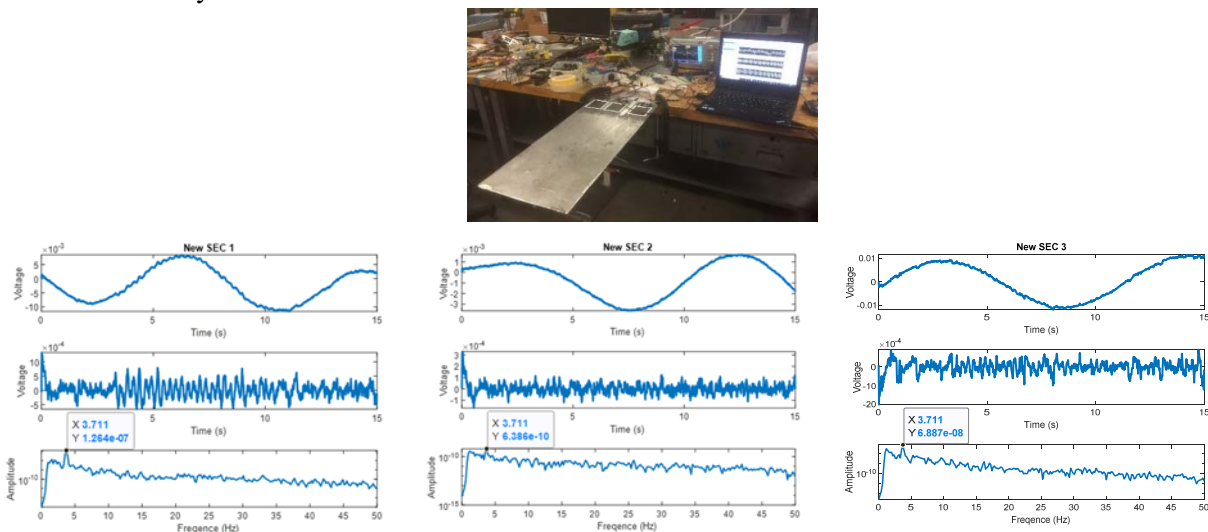 New SEC 1
×10⁻³
5
0
-5
-10
Voltage
0 5 10 15
Time (s)
×10⁻⁴
10
5
0
-5
Voltage
0 5 10 15
Time (s)
X 3.711
Y 1.264e-07
10⁻¹⁰
Amplitude
0 5 10 15 20 25 30 35 40 45 50
Freqence (Hz)
New SEC 2
×10⁻³
1
0
-1
-2
-3
Voltage
0 5 10 15
Time (s)
×10⁻⁴
3
2
1
0
-1
Voltage
0 5 10 15
Time (s)
X 3.711
Y 6.386e-10
10⁻¹⁰
10⁻¹⁵
Amplitude
0 5 10 15 20 25 30 35 40 45 50
Freqence (Hz)
New SEC 3
0.01
0
-0.01
Voltage
0 5 10 15
Time (s)
×10⁻⁴
0
-10
-20
Voltage
0 5 10 15
Time (s)
X 3.711
Y 6.887e-08
10⁻¹⁰
Amplitude
0 5 10 15 20 25 30 35 40 45 50
Freqence (Hz)